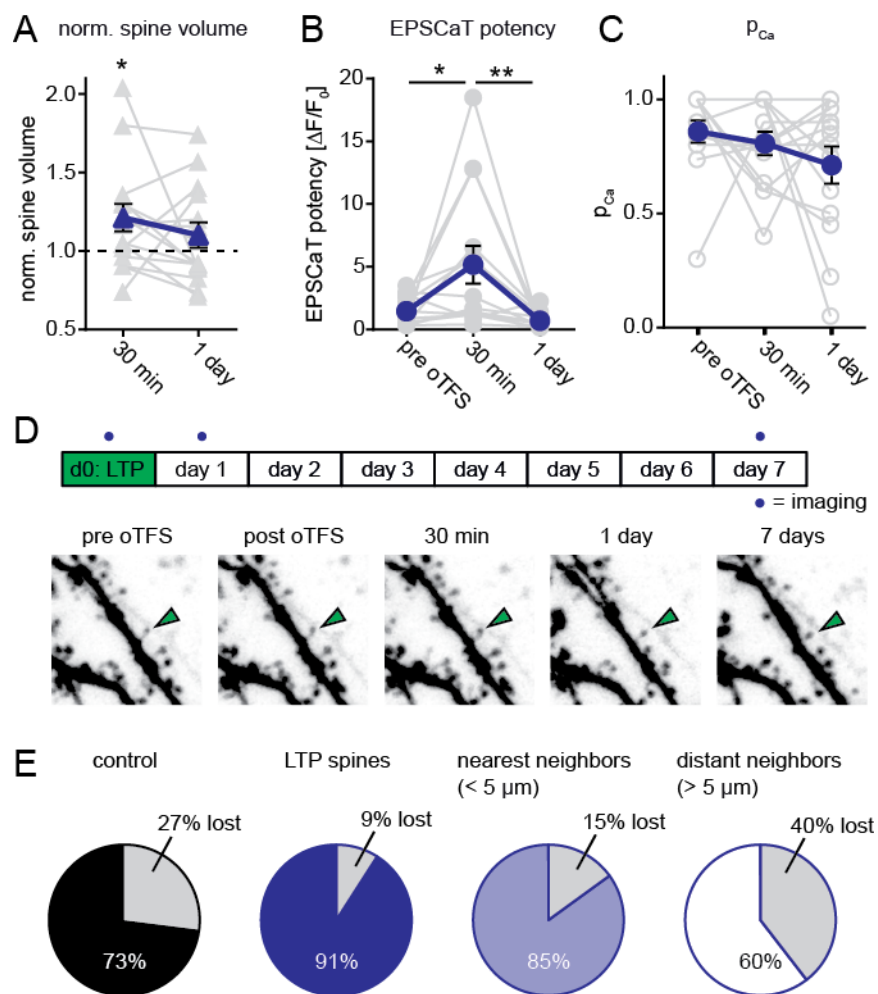 A norm. spine volume
*
norm. spine volume
2.0
1.5
1.0
0.5
30 min
1 day
B EPSCaT potency
* **
EPSCaT potency [ΔF/F0]
20
15
10
5
0
pre oTFS
30 min
1 day
C pCa
pCa
1.0
0.5
0.0
pre oTFS
30 min
1 day
D
d0: LTP day 1 day 2 day 3 day 4 day 5 day 6 day 7
= imaging
pre oTFS post oTFS 30 min 1 day 7 days
E
control
27% lost
73%
LTP spines
9% lost
91%
nearest neighbors
(< 5 µm)
15% lost
85%
distant neighbors
(> 5 µm)
40% lost
60%